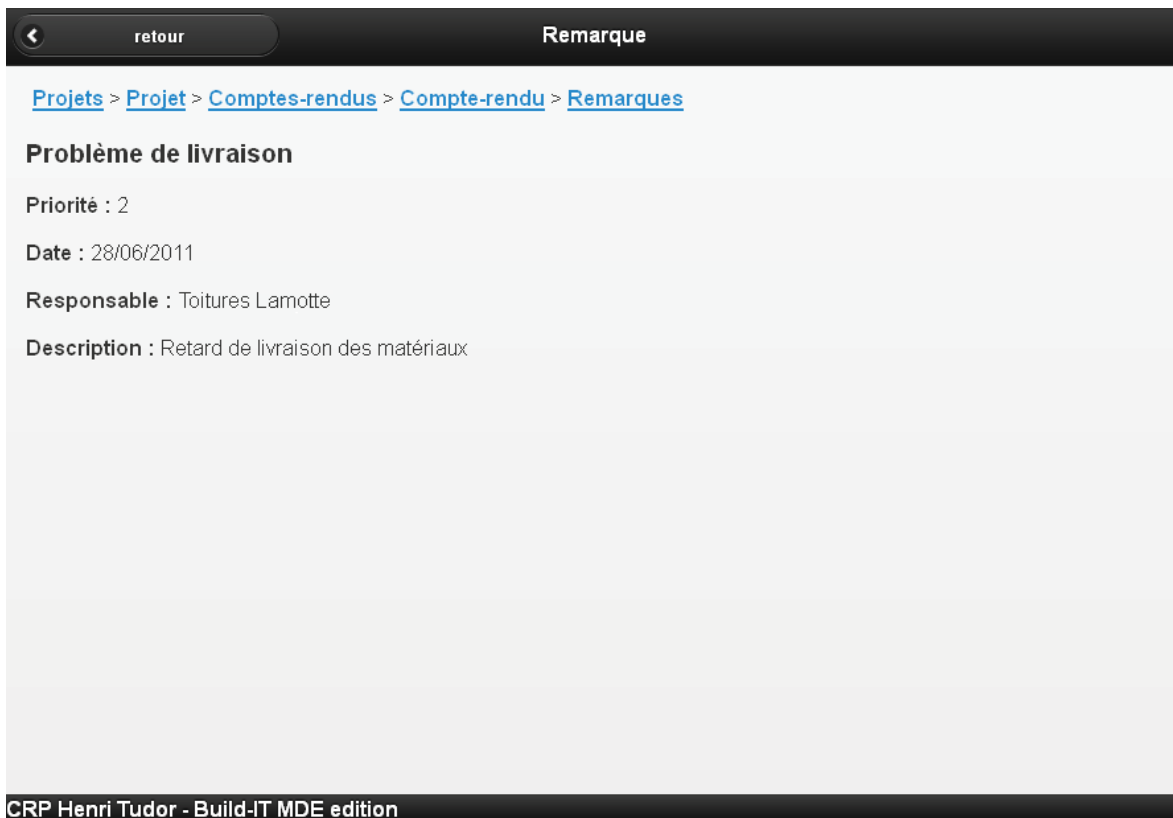 retour
Remarque
Projets > Projet > Comptes-rendus > Compte-rendu > Remarques
Problème de livraison
Priorité : 2
Date : 28/06/2011
Responsable : Toitures Lamotte
Description : Retard de livraison des matériaux
CRP Henri Tudor - Build-IT MDE edition